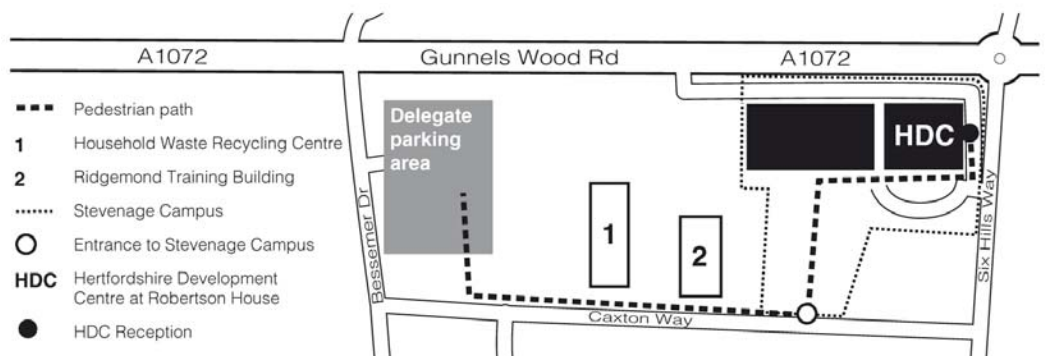 A1072
Gunnels Wood Rd
A1072
Pedestrian path
1
Household Waste Recycling Centre
2
Ridgemond Training Building
Stevenage Campus
Entrance to Stevenage Campus
HDC
Hertfordshire Development
Centre at Robertson House
HDC Reception
Delegate
parking
area
Bessemer Dr
1
2
Caxton Way
HDC
Six Hills Way